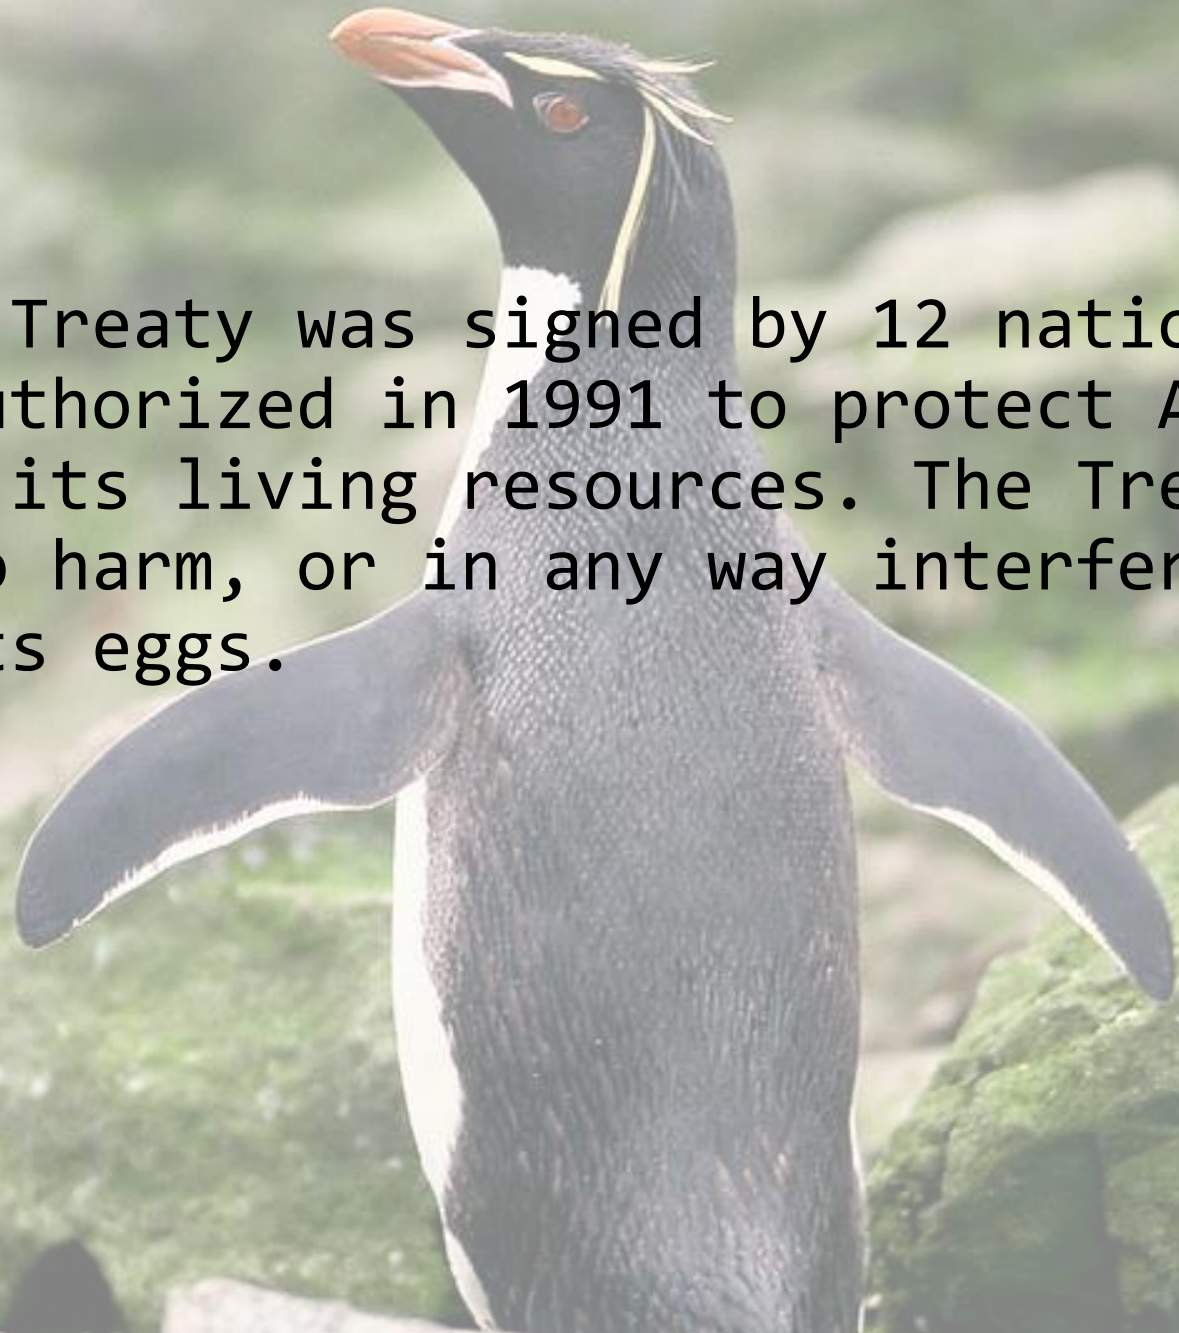 Treaty was signed by 12 natio
uthorized in 1991 to protect A
its living resources. The Tre
o harm, or in any way interfer
ts eggs.